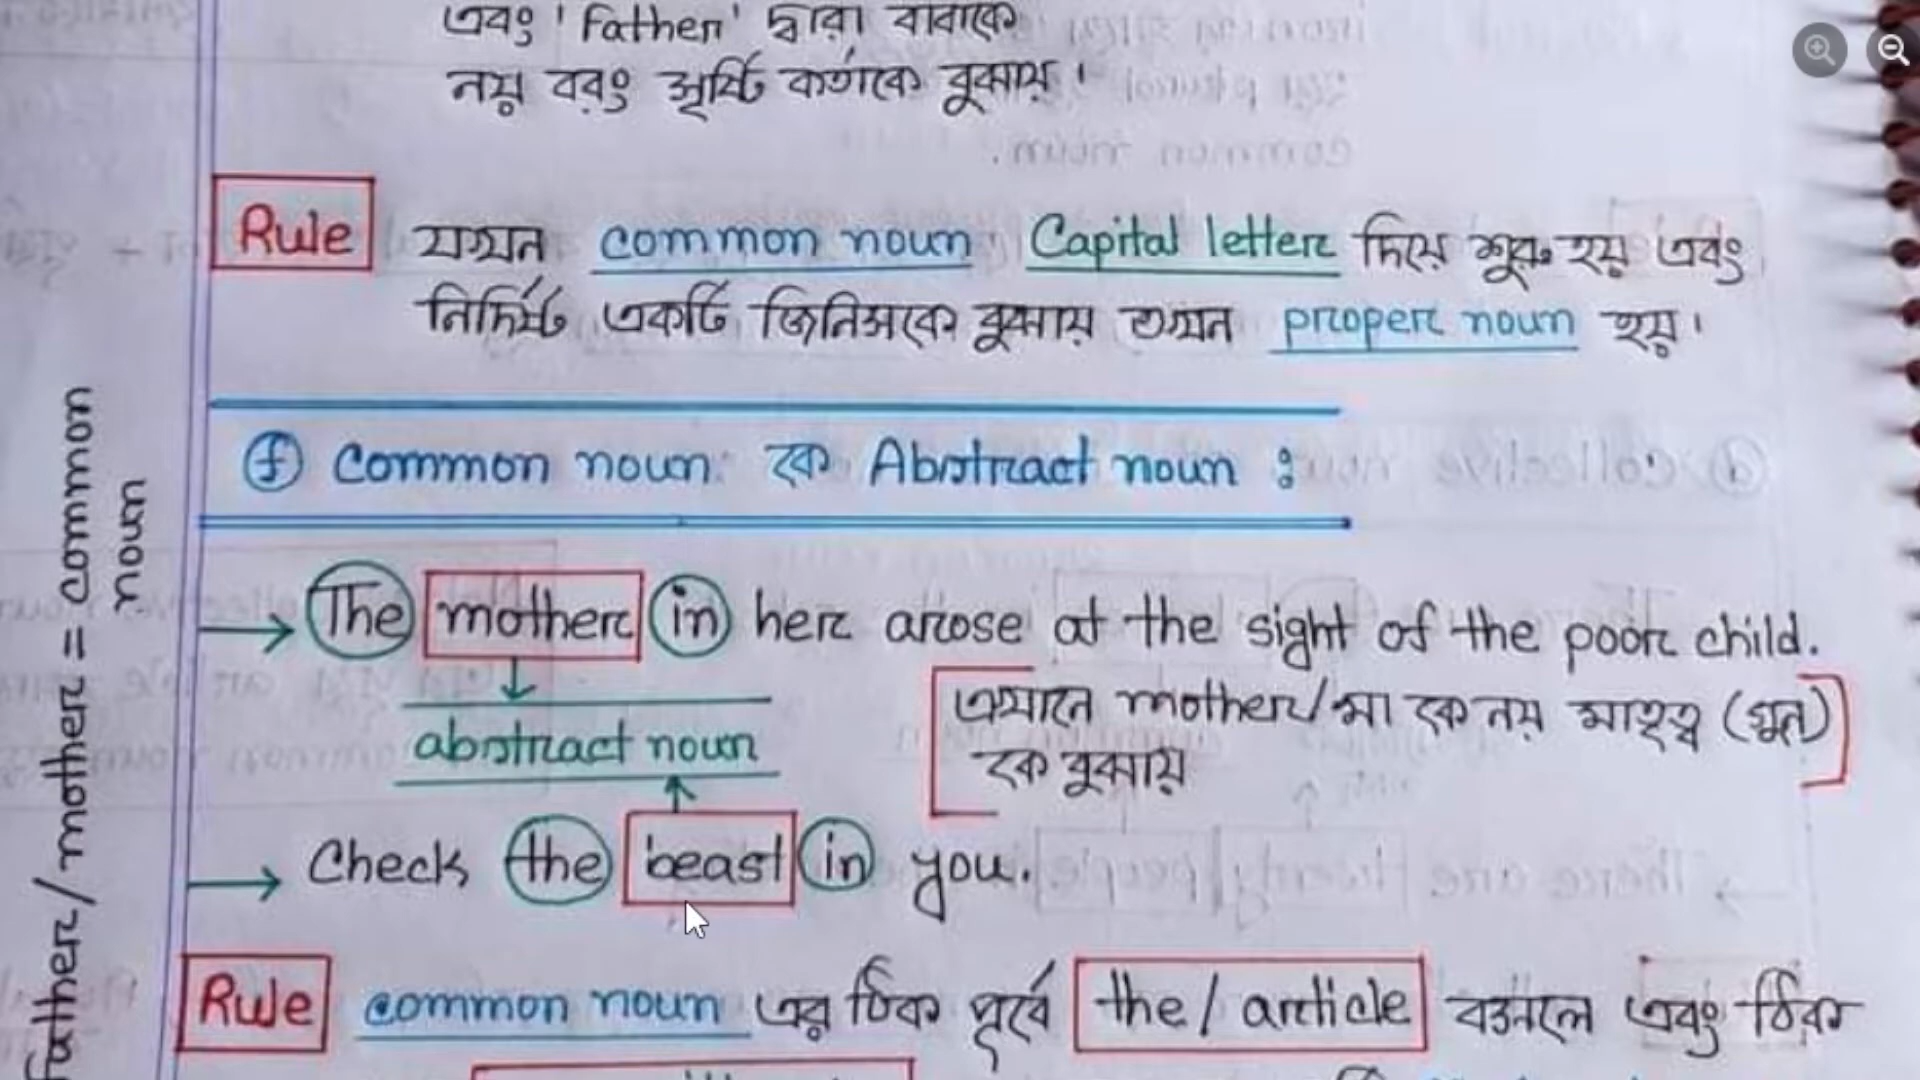 এবং 'Father' দ্বারা বাবাকে
নয় বরং সৃষ্টি কর্তাকে বুঝায়।
Rule যখন common noun Capital letter দিয়ে শুরু হয় এবং
নির্দিষ্ট একটি জিনিসকে বুঝায় তখন proper noun হয়।
ⓕ Common noun কে Abstract noun :
→ The mother in her arose at the sight of the poor child.
abstract noun
এখানে mother/মা কে নয় মাতৃত্ব (গুন)
কে বুঝায়
→ Check the beast in you.
Rule common noun এর ঠিক পূর্বে the / article বসলে এবং ঠিক
father / mother = common
noun